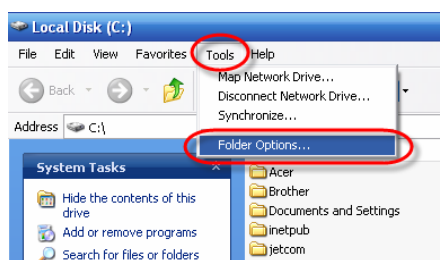 Local Disk (C:)
File Edit View Favorites Tools Help
Map Network Drive...
Disconnect Network Drive...
Synchronize...
Folder Options...
Back
Address C:\
System Tasks
Hide the contents of this
drive
Add or remove programs
Search for files or folders
Acer
Brother
Documents and Settings
inetpub
jetcom